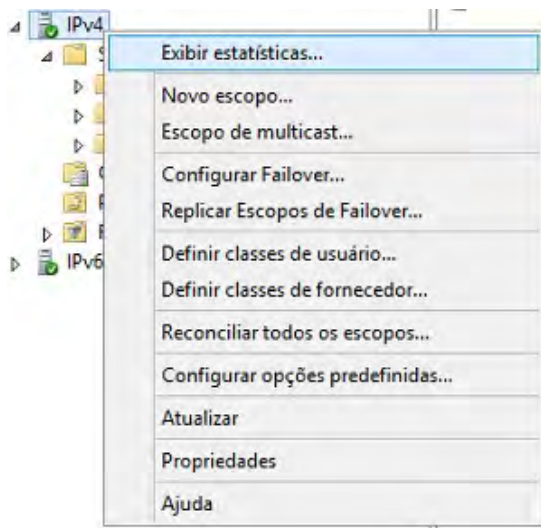 IPv4
Exibir estatísticas...
Novo escopo...
Escopo de multicast...
Configurar Failover...
Replicar Escopos de Failover...
IPv6
Definir classes de usuário...
Definir classes de fornecedor...
Reconciliar todos os escopos...
Configurar opções predefinidas...
Atualizar
Propriedades
Ajuda